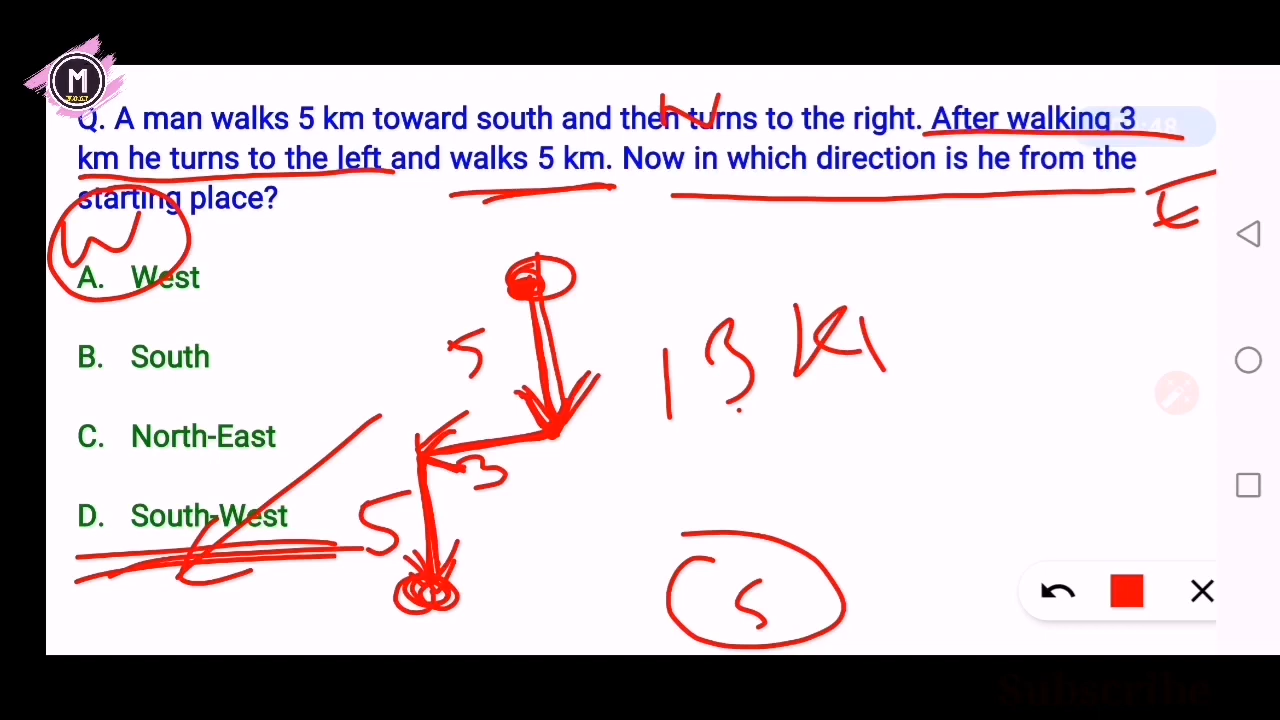 M
Q. A man walks 5 km toward south and then turns to the right. After walking 3
km he turns to the left and walks 5 km. Now in which direction is he from the
starting place?
N
E
W
A. West
B. South
C. North-East
D. South-West
5
3
5
13 KM
S
Subscribe